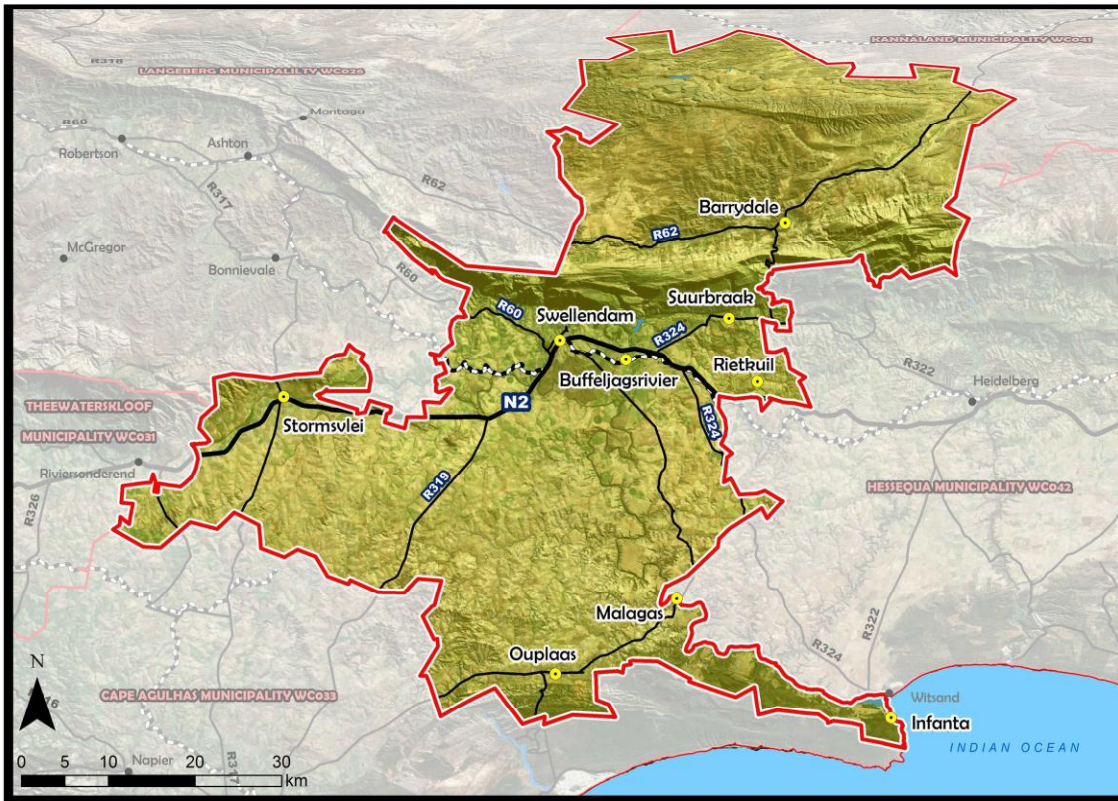 KANNALAND MUNICIPALITY WC041
R318
LANGEBERG MUNICIPALILTY WC026
Montagu
R60
Robertson
Ashton
R317
R62
Barrydale
R62
McGregor
Bonnievale
R60
Suurbraak
R60
Swellendam
R324
Rietkuil
R322
Buffeljagsrivier
Heidelberg
N2
THEEWATERSKLOOF
MUNICIPALITY WC031
Stormsvlei
R324
Riviersonderend
R319
HESSEQUA MUNICIPALITY WC042
R326
Malagas
R322
Ouplaas
R324
N
CAPE AGULHAS MUNICIPALITY WC033
Witsand
Infanta
INDIAN OCEAN
Napier
R317
0 5 10 20 30
km